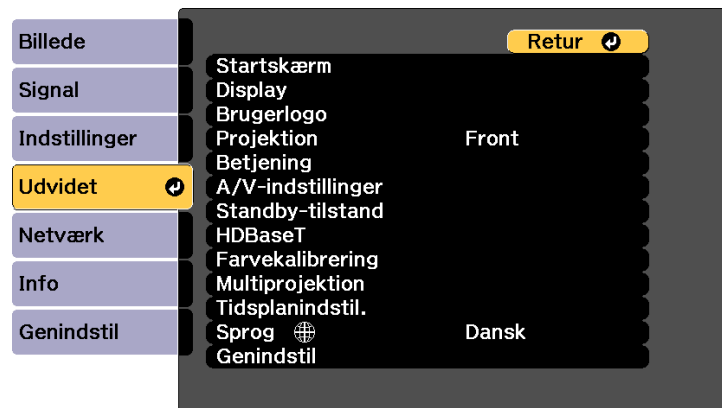 Billede
Signal
Indstillinger
Udvidet
Netværk
Info
Genindstil
Retur
Startskærm
Display
Brugerlogo
Projektion Front
Betjening
A/V-indstillinger
Standby-tilstand
HDBaseT
Farvekalibrering
Multiprojektion
Tidsplanindstil.
Sprog Dansk
Genindstil